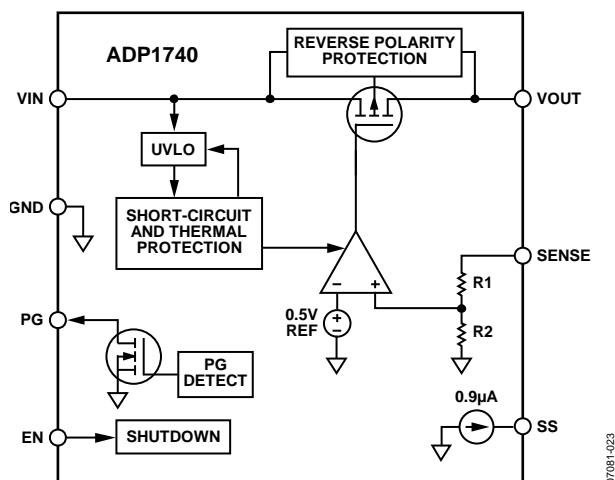 ADP1740
REVERSE POLARITY
PROTECTION
VIN
VOUT
UVLO
GND
SHORT-CIRCUIT
AND THERMAL
PROTECTION
SENSE
R1
0.5V
REF
R2
PG
PG
DETECT
0.9µA
EN
SHUTDOWN
SS
07081-023